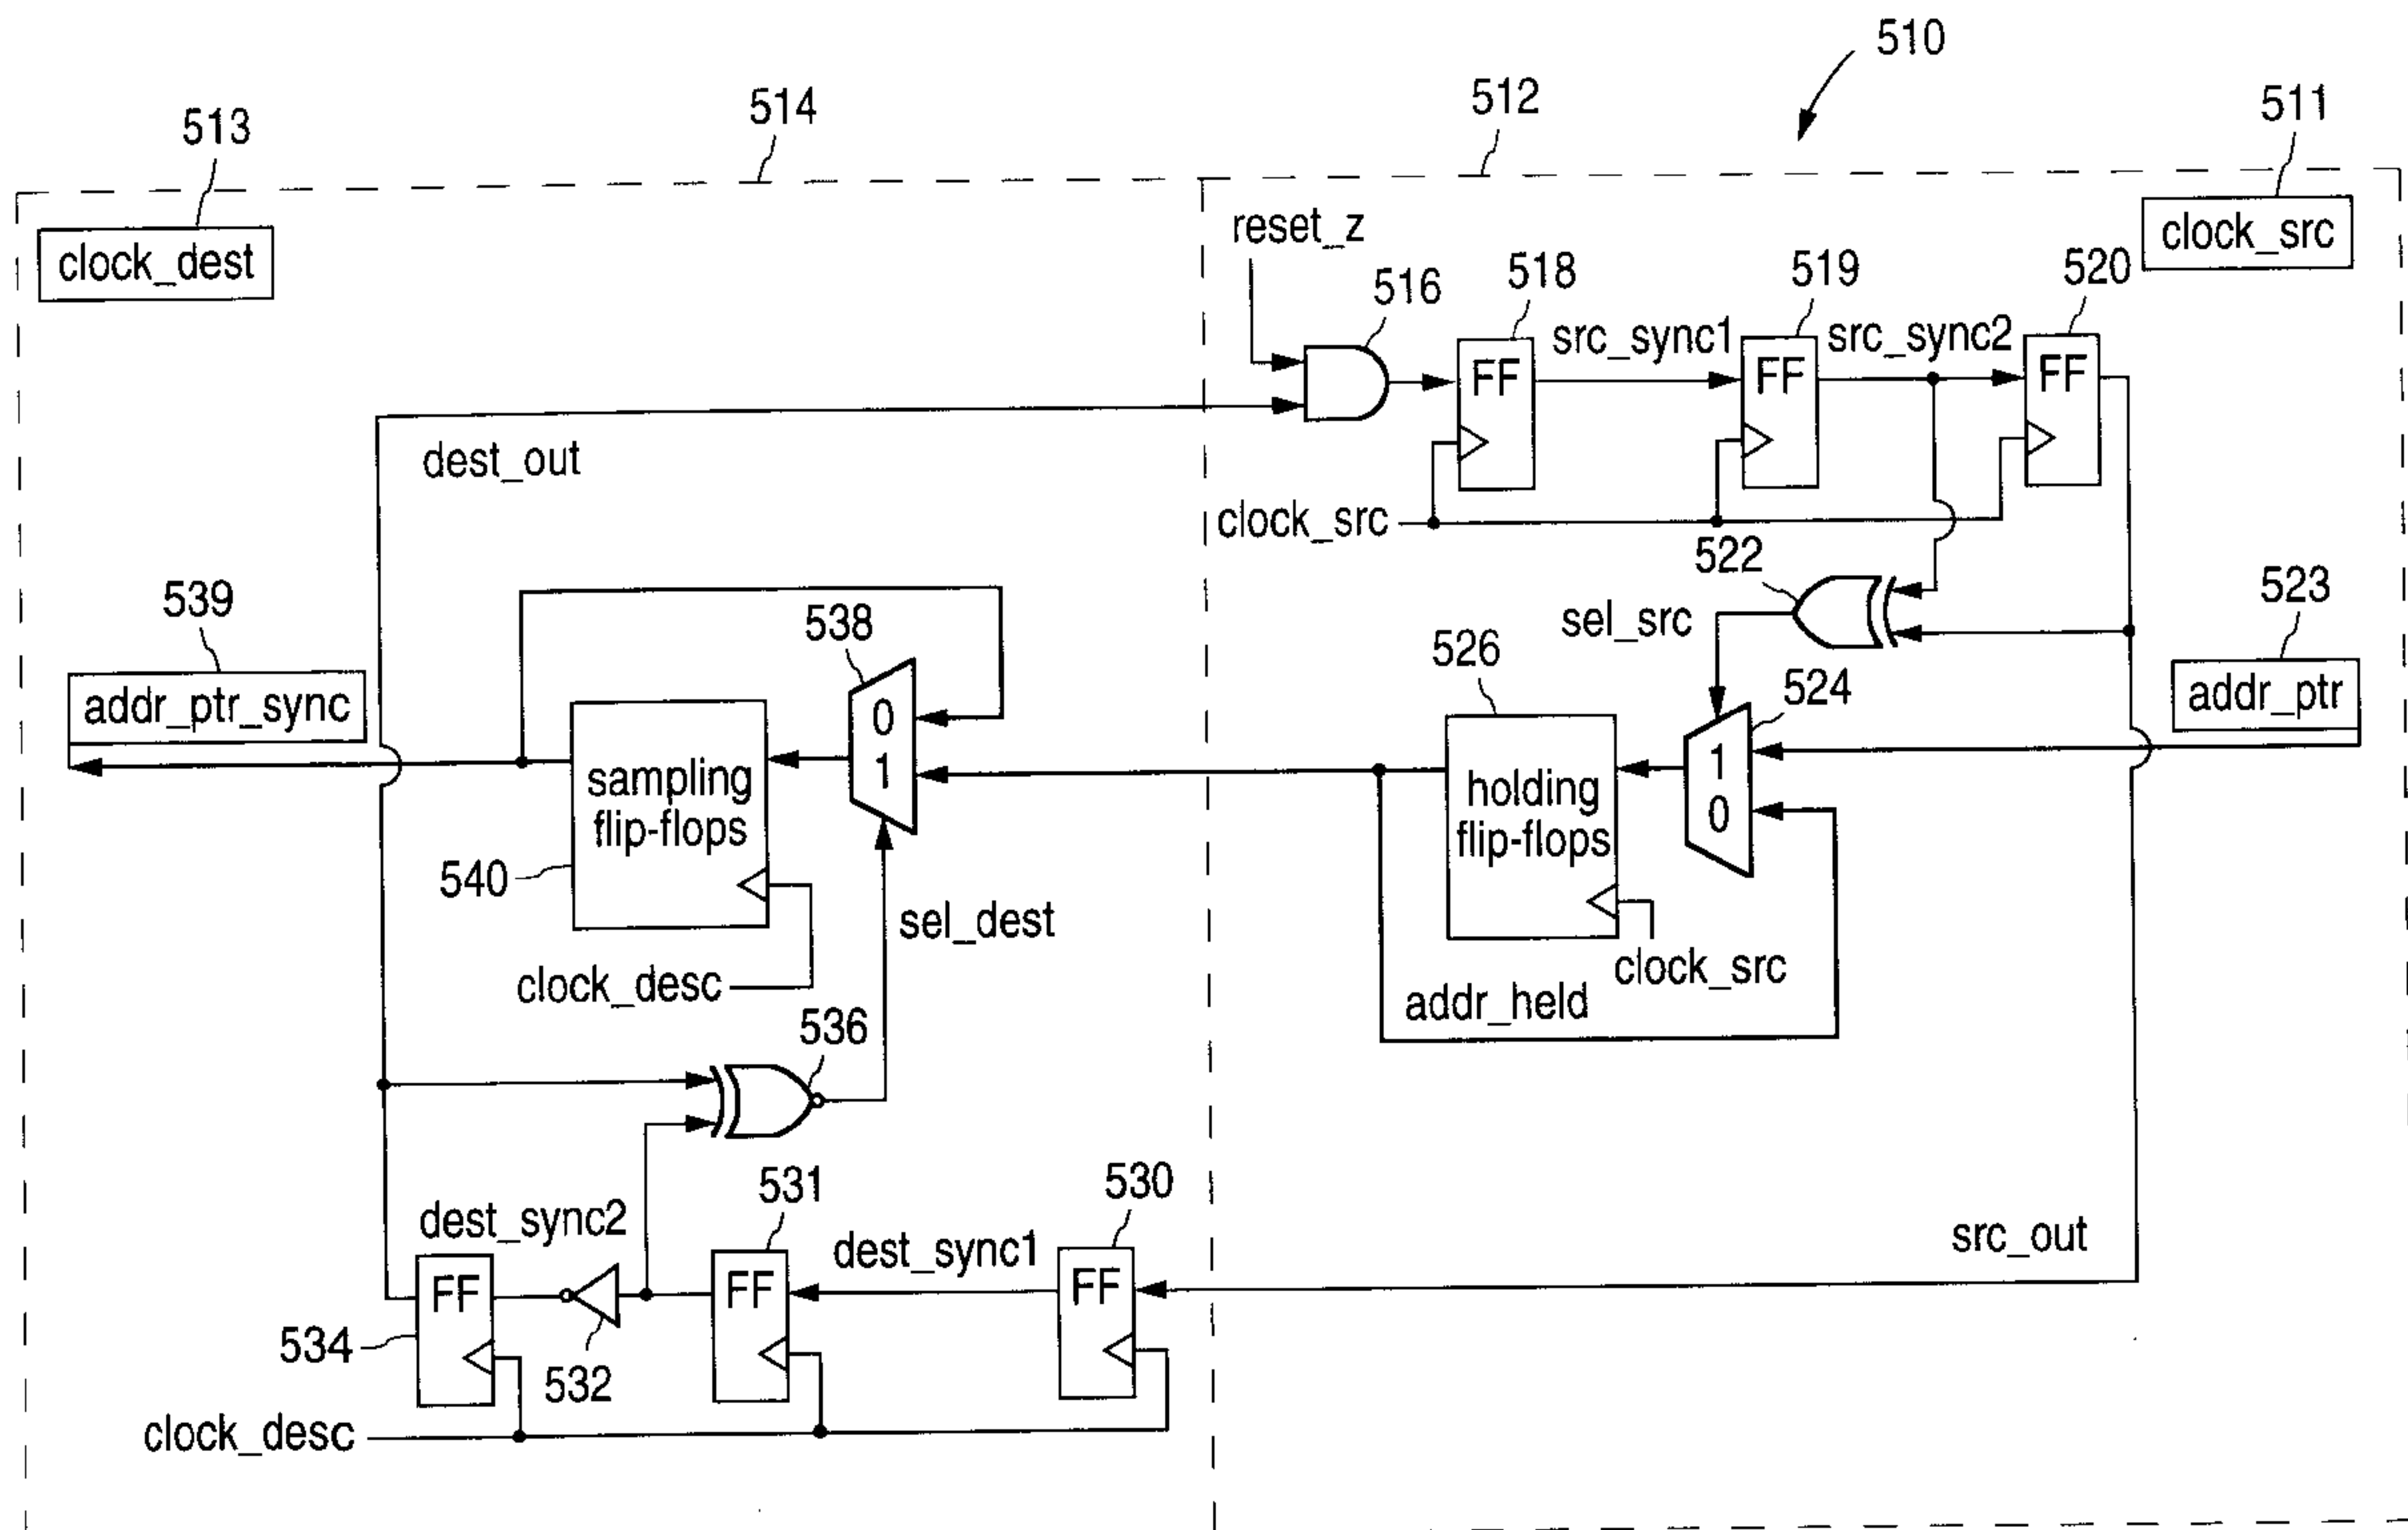 510
513
514
512
511
clock_dest
clock_src
reset_z
516
518
519
520
src_sync1
src_sync2
FF
FF
FF
dest_out
clock_src
522
523
539
538
sel_src
526
524
addr_ptr_sync
addr_ptr
0
1
1
0
sampling
flip-flops
holding
flip-flops
540
sel_dest
clock_desc
clock_src
addr_held
536
531
530
dest_sync2
dest_sync1
src_out
FF
FF
FF
534
532
clock_desc